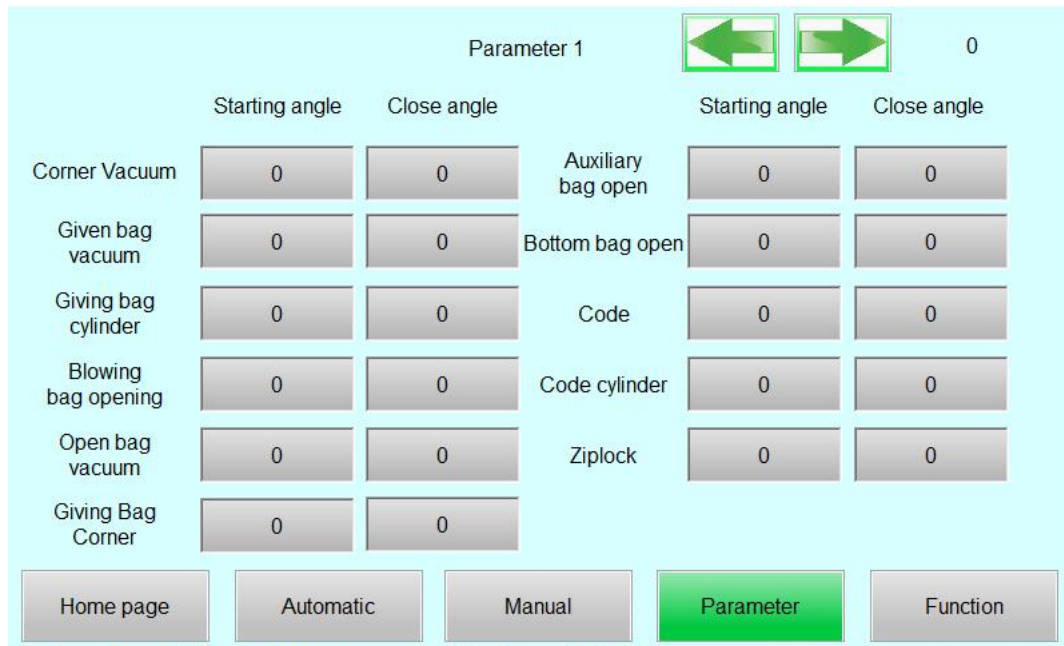 Parameter 1 0
Starting angle Close angle Starting angle Close angle
Corner Vacuum 0 0 Auxiliary
bag open 0 0
Given bag
vacuum 0 0 Bottom bag open 0 0
Giving bag
cylinder 0 0 Code 0 0
Blowing
bag opening 0 0 Code cylinder 0 0
Open bag
vacuum 0 0 Ziplock 0 0
Giving Bag
Corner 0 0
Home page Automatic Manual Parameter Function